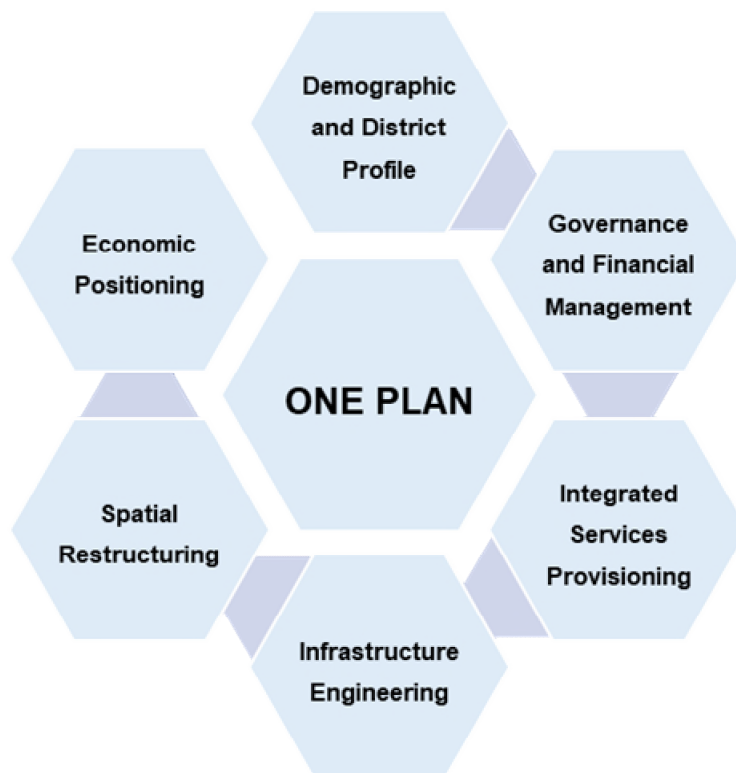 Demographic
and District
Profile
Governance
and Financial
Management
Integrated
Services
Provisioning
Infrastructure
Engineering
Spatial
Restructuring
Economic
Positioning
ONE PLAN